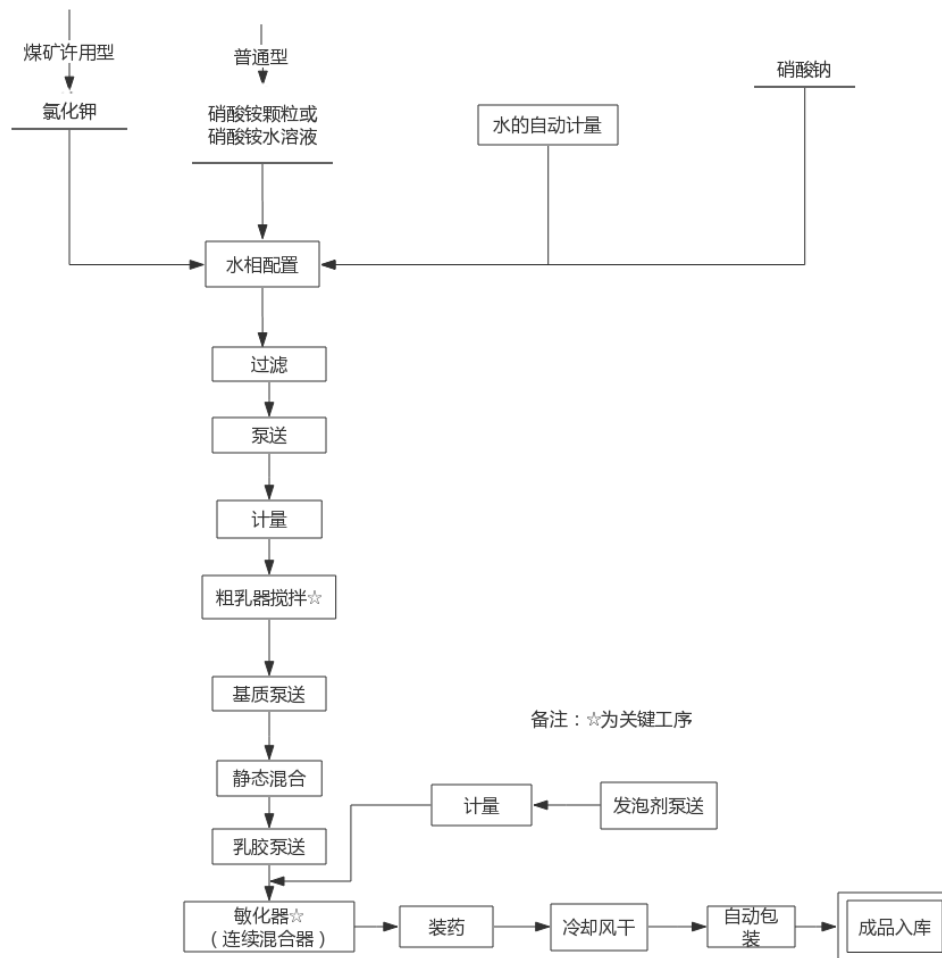 煤矿许用型
普通型
硝酸钠
氯化钾
硝酸铵颗粒或
硝酸铵水溶液
水的自动计量
水相配置
过滤
泵送
计量
粗乳器搅拌☆
基质泵送
备注：☆为关键工序
静态混合
计量
发泡剂泵送
乳胶泵送
敏化器☆
（连续混合器）
装药
冷却风干
自动包
装
成品入库